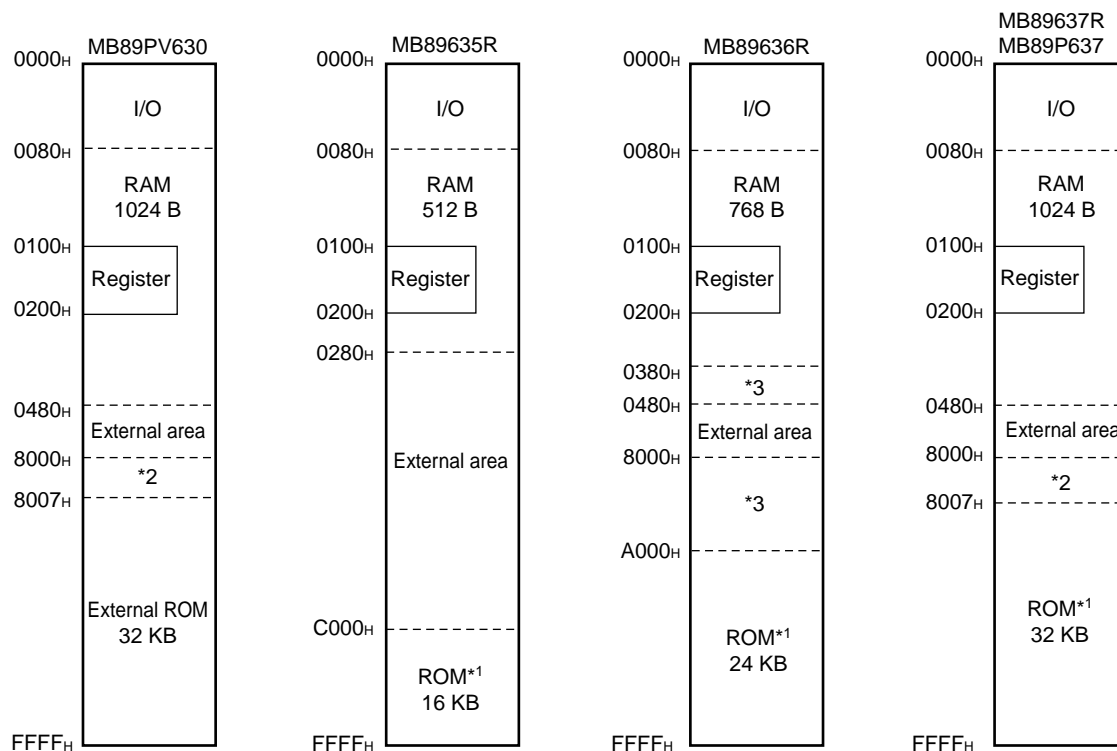 MB89PV630
0000H
I/O
0080H
RAM
1024 B
0100H
Register
0200H
0480H
External area
8000H
*2
8007H
External ROM
32 KB
FFFFH
MB89635R
0000H
I/O
0080H
RAM
512 B
0100H
Register
0200H
0280H
External area
C000H
ROM*1
16 KB
FFFFH
MB89636R
0000H
I/O
0080H
RAM
768 B
0100H
Register
0200H
0380H
*3
0480H
External area
8000H
*3
A000H
ROM*1
24 KB
FFFFH
MB89637R
MB89P637
0000H
I/O
0080H
RAM
1024 B
0100H
Register
0200H
0480H
External area
8000H
*2
8007H
ROM*1
32 KB
FFFFH